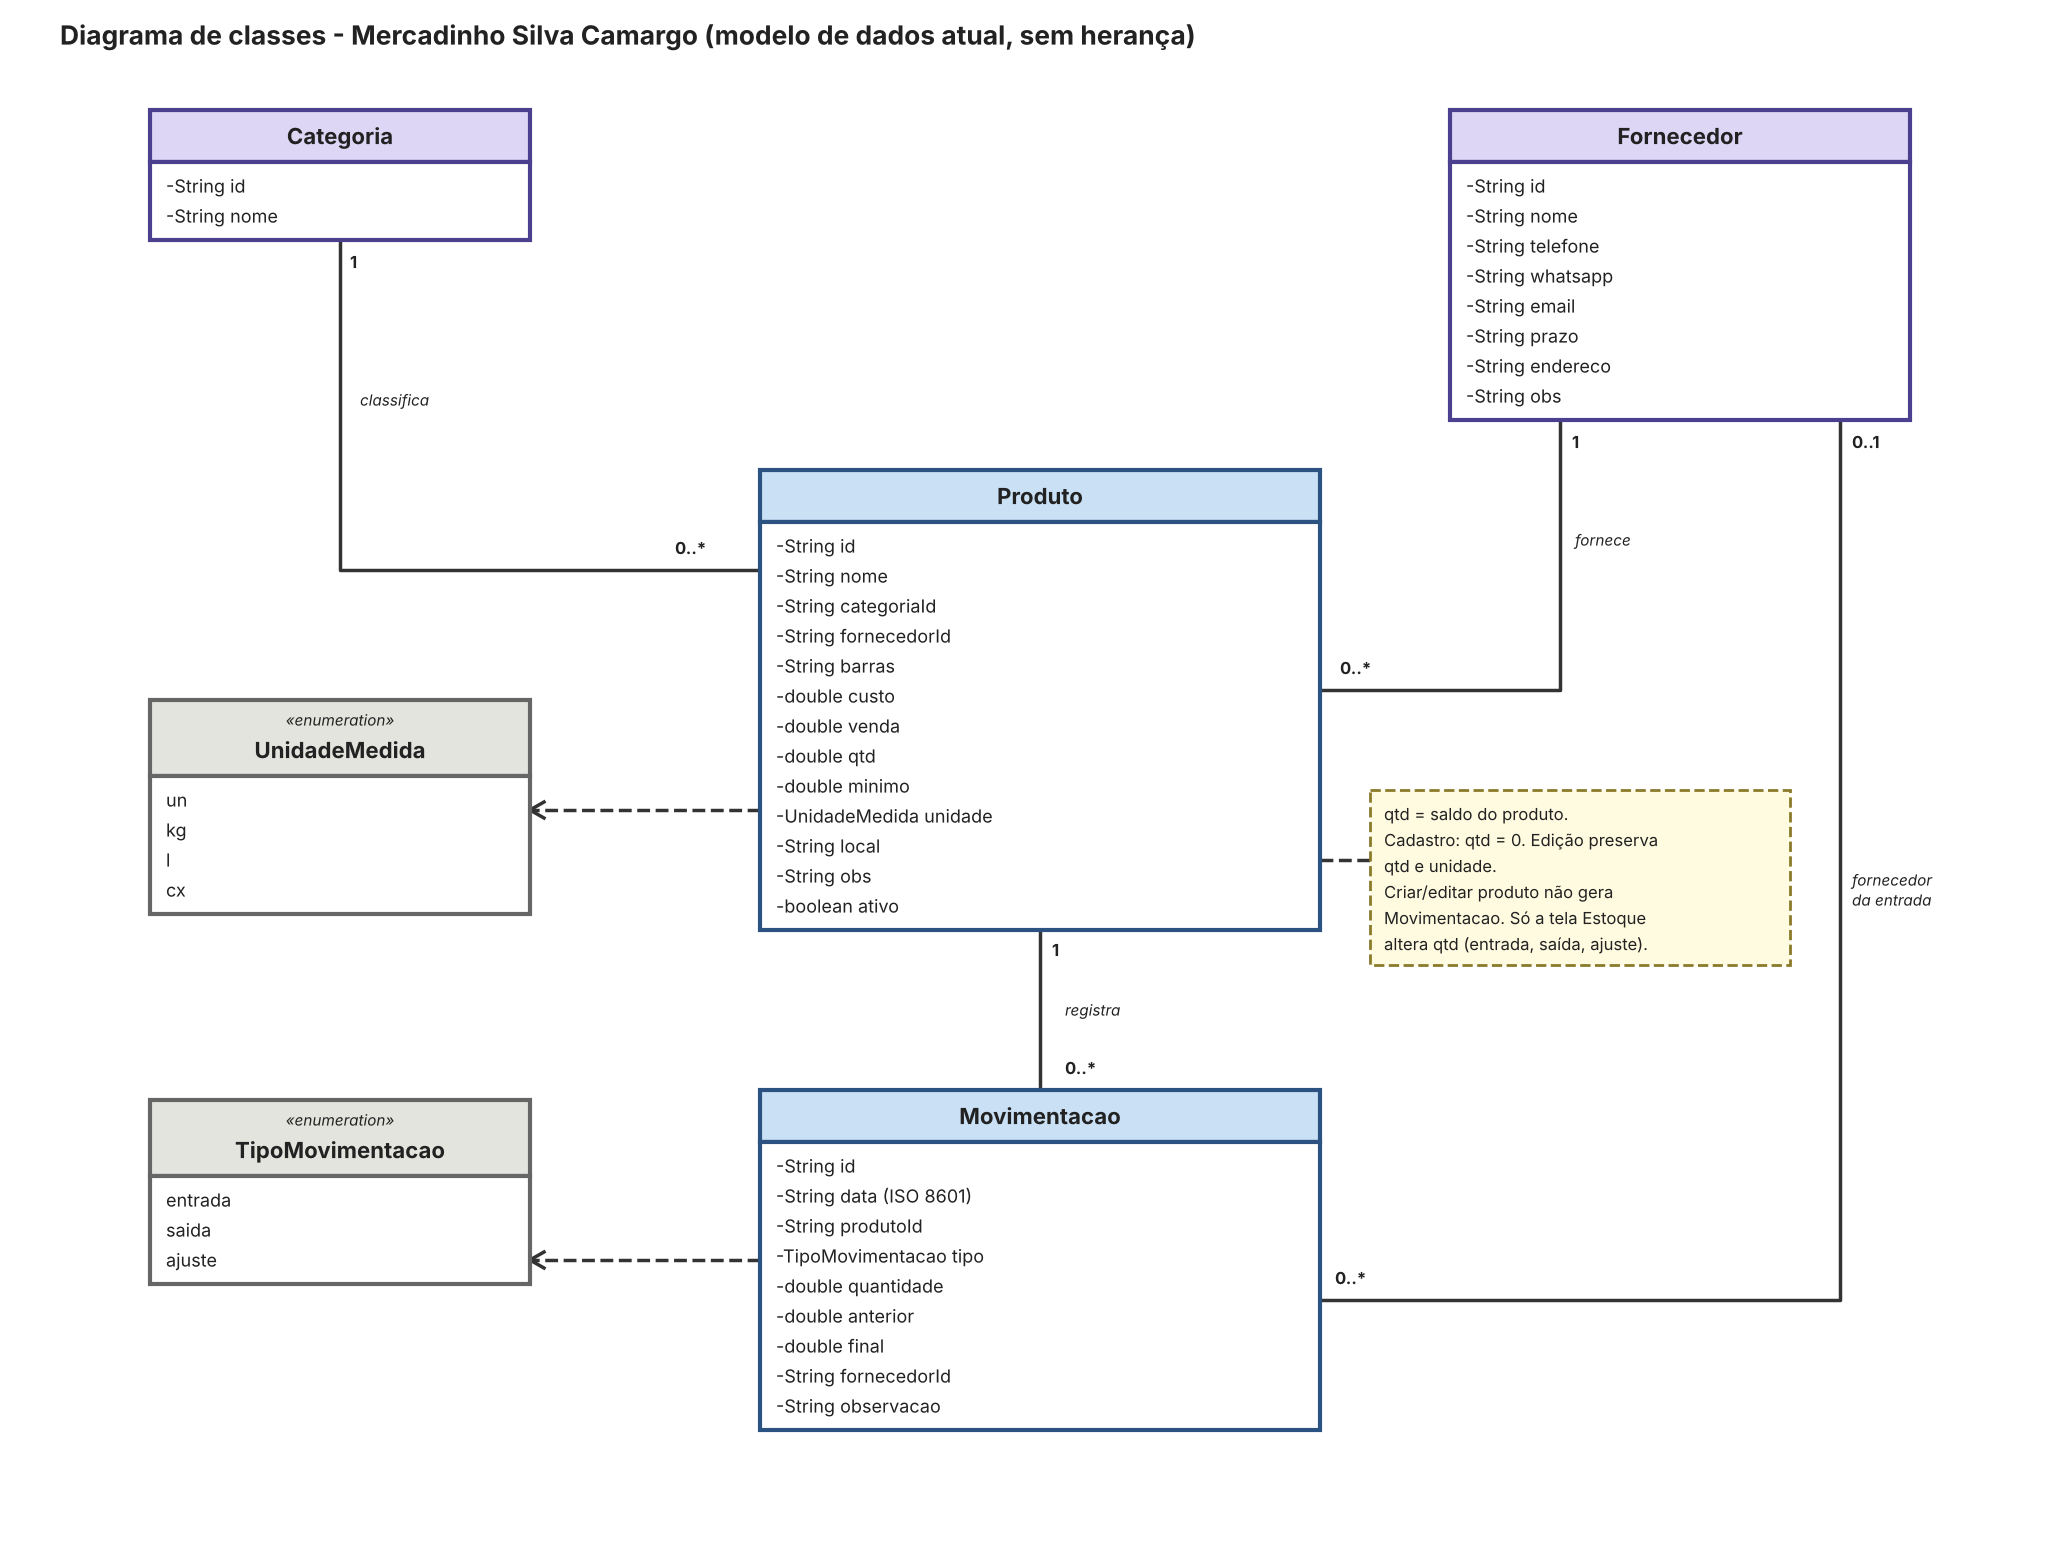 Diagrama de classes - Mercadinho Silva Camargo (modelo de dados atual, sem herança)
Categoria
-String id
-String nome
1
classifica
0..*
Fornecedor
-String id
-String nome
-String telefone
-String whatsapp
-String email
-String prazo
-String endereco
-String obs
1
0..1
fornece
0..*
fornecedor
da entrada
Produto
-String id
-String nome
-String categoriaId
-String fornecedorId
-String barras
-double custo
-double venda
-double qtd
-double minimo
-UnidadeMedida unidade
-String local
-String obs
-boolean ativo
«enumeration»
UnidadeMedida
un
kg
l
cx
qtd = saldo do produto.
Cadastro: qtd = 0. Edição preserva
qtd e unidade.
Criar/editar produto não gera
Movimentacao. Só a tela Estoque
altera qtd (entrada, saída, ajuste).
1
registra
0..*
«enumeration»
TipoMovimentacao
entrada
saida
ajuste
Movimentacao
-String id
-String data (ISO 8601)
-String produtoId
-TipoMovimentacao tipo
-double quantidade
-double anterior
-double final
-String fornecedorId
-String observacao
0..*